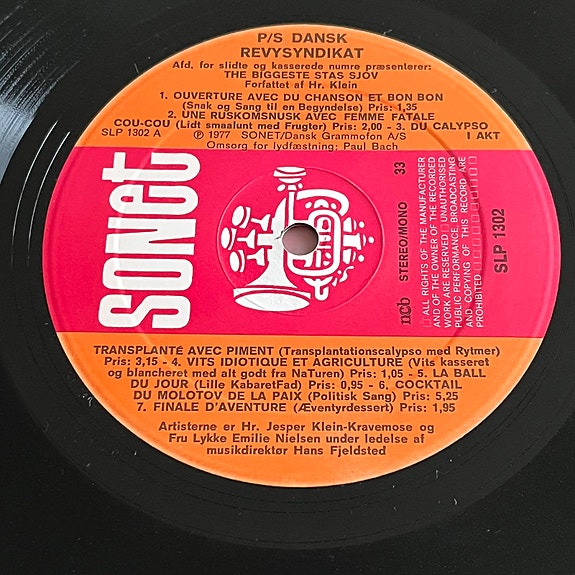 P/S DANSK
REVYSYNDIKAT
Afd. for slidte og kasserede numre præsenterer:
THE BIGGESTE STAS SJOV
Forfattet af Hr. Klein
1. OUVERTURE AVEC DU CHANSON ET BON BON
(Snak og Sang til en Begyndelse) Pris: 1,35
2. UNE RUSKOMSNUSK AVEC FEMME FATALE
COU-COU (Lidt smaalunt med Frugter) Pris: 2,00 - 3. DU CALYPSO
SLP 1302 A
℗ 1977 SONET/Dansk Grammofon A/S
I AKT
Omsorg for lydfæstning: Paul Bach
sonet
ncb
STEREO/MONO
33
□ ALL RIGHTS OF THE MANUFACTURER
AND OF THE OWNER OF THE RECORDED
WORK ARE RESERVED □ UNAUTHORISED
PUBLIC PERFORMANCE, BROADCASTING
AND COPYING OF THIS RECORD ARE
PROHIBITED □ □ □ □ □ □ □ □ □ □
SLP 1302
TRANSPLANTÉ AVEC PIMENT (Transplantationscalypso med Rytmer)
Pris: 3,15 - 4. VITS IDIOTIQUE ET AGRICULTURE (Vits kasseret
og blancheret med alt godt fra NaTuren) Pris: 1,05 - 5. LA BALL
DU JOUR (Lille KabaretFad) Pris: 0,95 - 6. COCKTAIL
DU MOLOTOV DE LA PAIX (Politisk Sang) Pris: 5,25
7. FINALE D'AVENTURE (Æventyrdessert) Pris: 1,95
Artisterne er Hr. Jesper Klein-Kravemose og
Fru Lykke Emilie Nielsen under ledelse af
musikdirektør Hans Fjeldsted